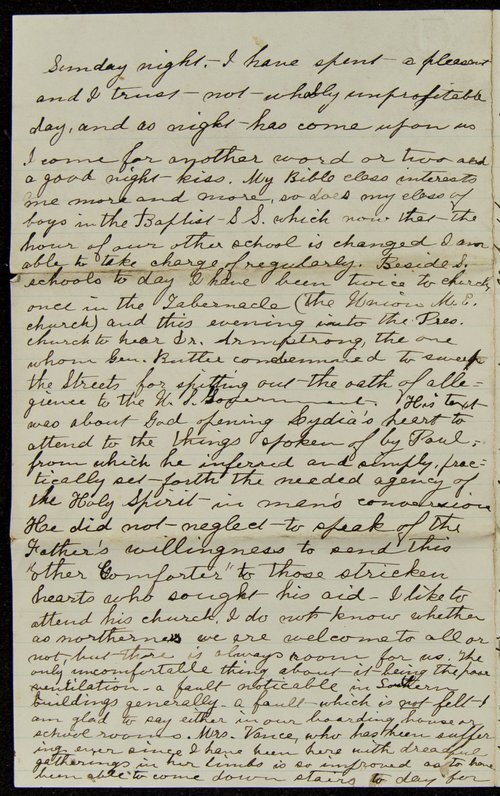 Sunday night. - I have spent a pleasant
and I trust not wholly unprofitable
day, and as night has come upon us
I come for another word or two and
a good night kiss. My Bible class interests
me more and more, so does my class of
boys in the Baptist S S. which now that the
hour of our other school is changed I am
able to take charge of regularly. Beside S.
schools to day I have been twice to church,
once in the Tabernacle (the Union M. E.
church) and this evening into the Pres.
church to hear Dr. Armstrong, the one
whom Gen. Butler condemned to sweep
the Streets for spitting out the oath of alle-
gience to the U. S. Government. His text
was about God opening Lydia's heart to
attend to the things spoken of by Paul,
from which he inferred and simply, prac-
tically set forth the needed agency of
the Holy Spirit in men's conversion
He did not neglect to speak of the
Father's willingness to send this
"other Comforter" to those stricken
hearts who sought his aid - I like to
attend his church. I do not know whether
as northerners we are welcome to all or
not, but there is always room for us. The
only uncomfortable thing about it being the poor
ventilation a fault noticable in Southern
buildings generally - a fault which is not felt I
am glad to say either in our boarding house or
school rooms. Mrs. Vance, who has been suffer-
ing ever since I have been here with dreadful
gatherings in her limbs is so improved as to have
been able to come down stairs to day for